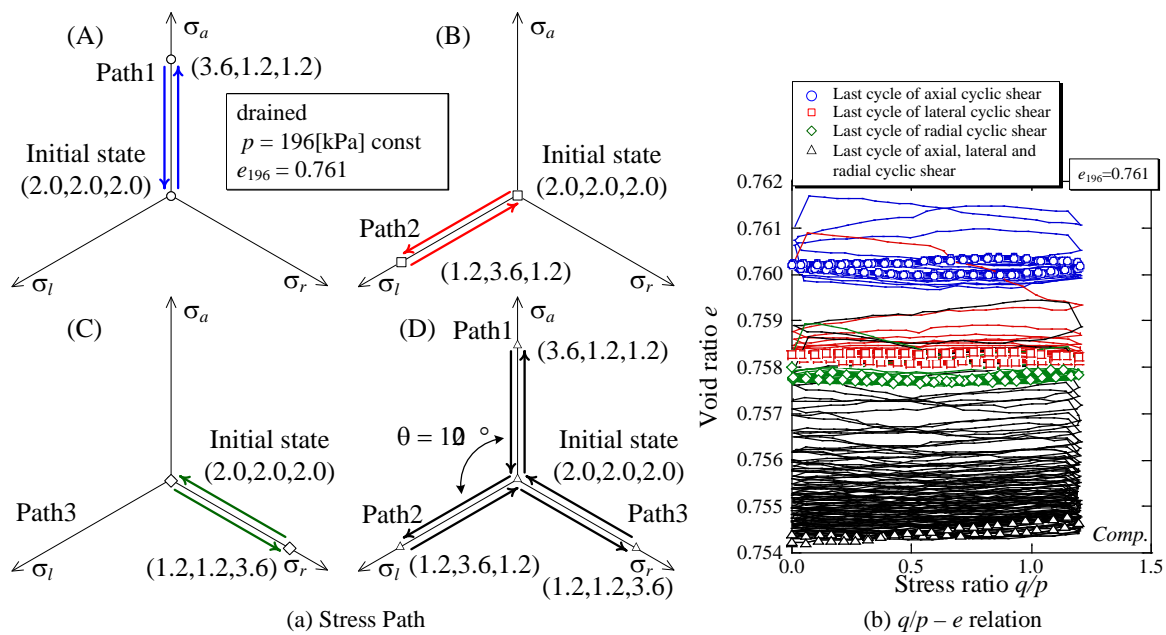 (A)
σa
Path1
(3.6,1.2,1.2)
drained
p = 196[kPa] const
e196 = 0.761
Initial state
(2.0,2.0,2.0)
σl
σr
(B)
σa
Initial state
(2.0,2.0,2.0)
Path2
(1.2,3.6,1.2)
σl
σr
(C)
σa
Initial state
(2.0,2.0,2.0)
Path3
(1.2,1.2,3.6)
σl
σr
(D)
σa
Path1
(3.6,1.2,1.2)
θ = 120°
Initial state
(2.0,2.0,2.0)
Path2
Path3
(1.2,3.6,1.2)
σl
σr
(1.2,1.2,3.6)
(a) Stress Path
Last cycle of axial cyclic shear
Last cycle of lateral cyclic shear
Last cycle of radial cyclic shear
Last cycle of axial, lateral and
radial cyclic shear
e196=0.761
0.762
0.761
0.760
0.759
0.758
0.757
0.756
0.755
0.754
Void ratio e
Comp.
0.0
0.5
1.0
1.5
Stress ratio q/p
(b) q/p – e relation